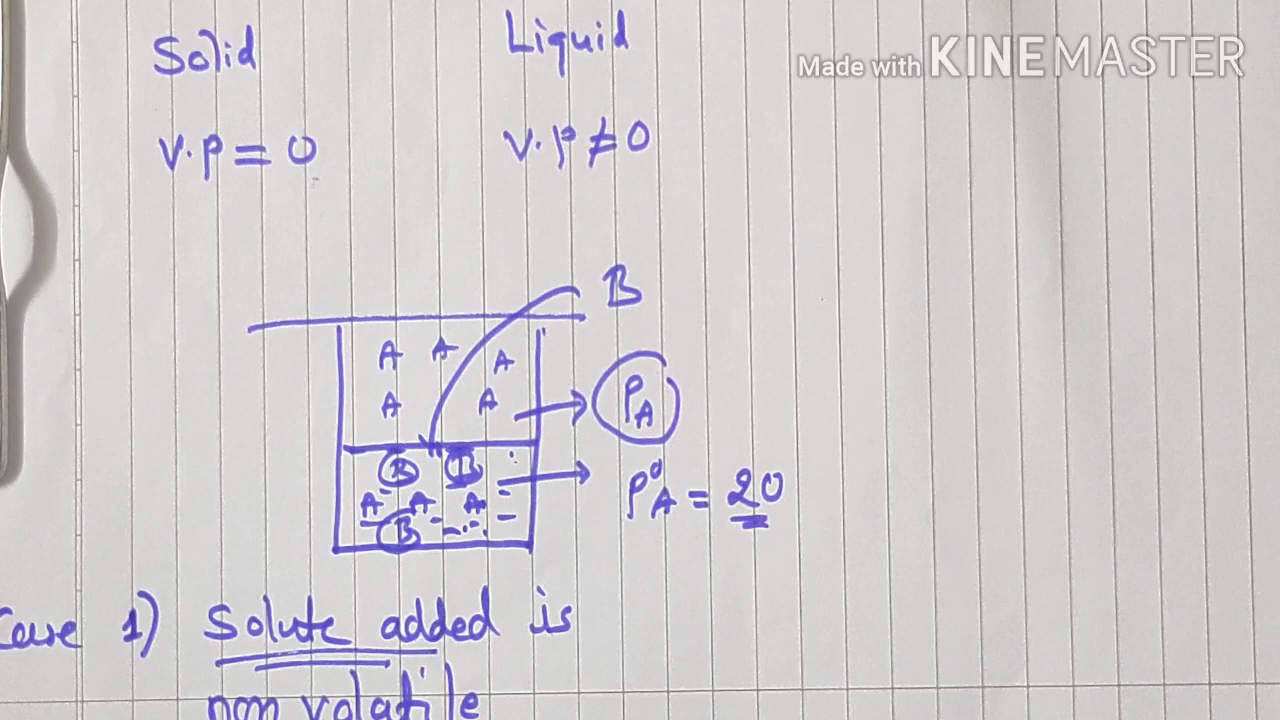 Solid Liquid
Made with KINEMASTER
V.P = 0 V.P ≠ 0
B
A A A
A A
P_A
B B
A A A
B
P°_A = 20
Case 1) Solute added is
non volatile